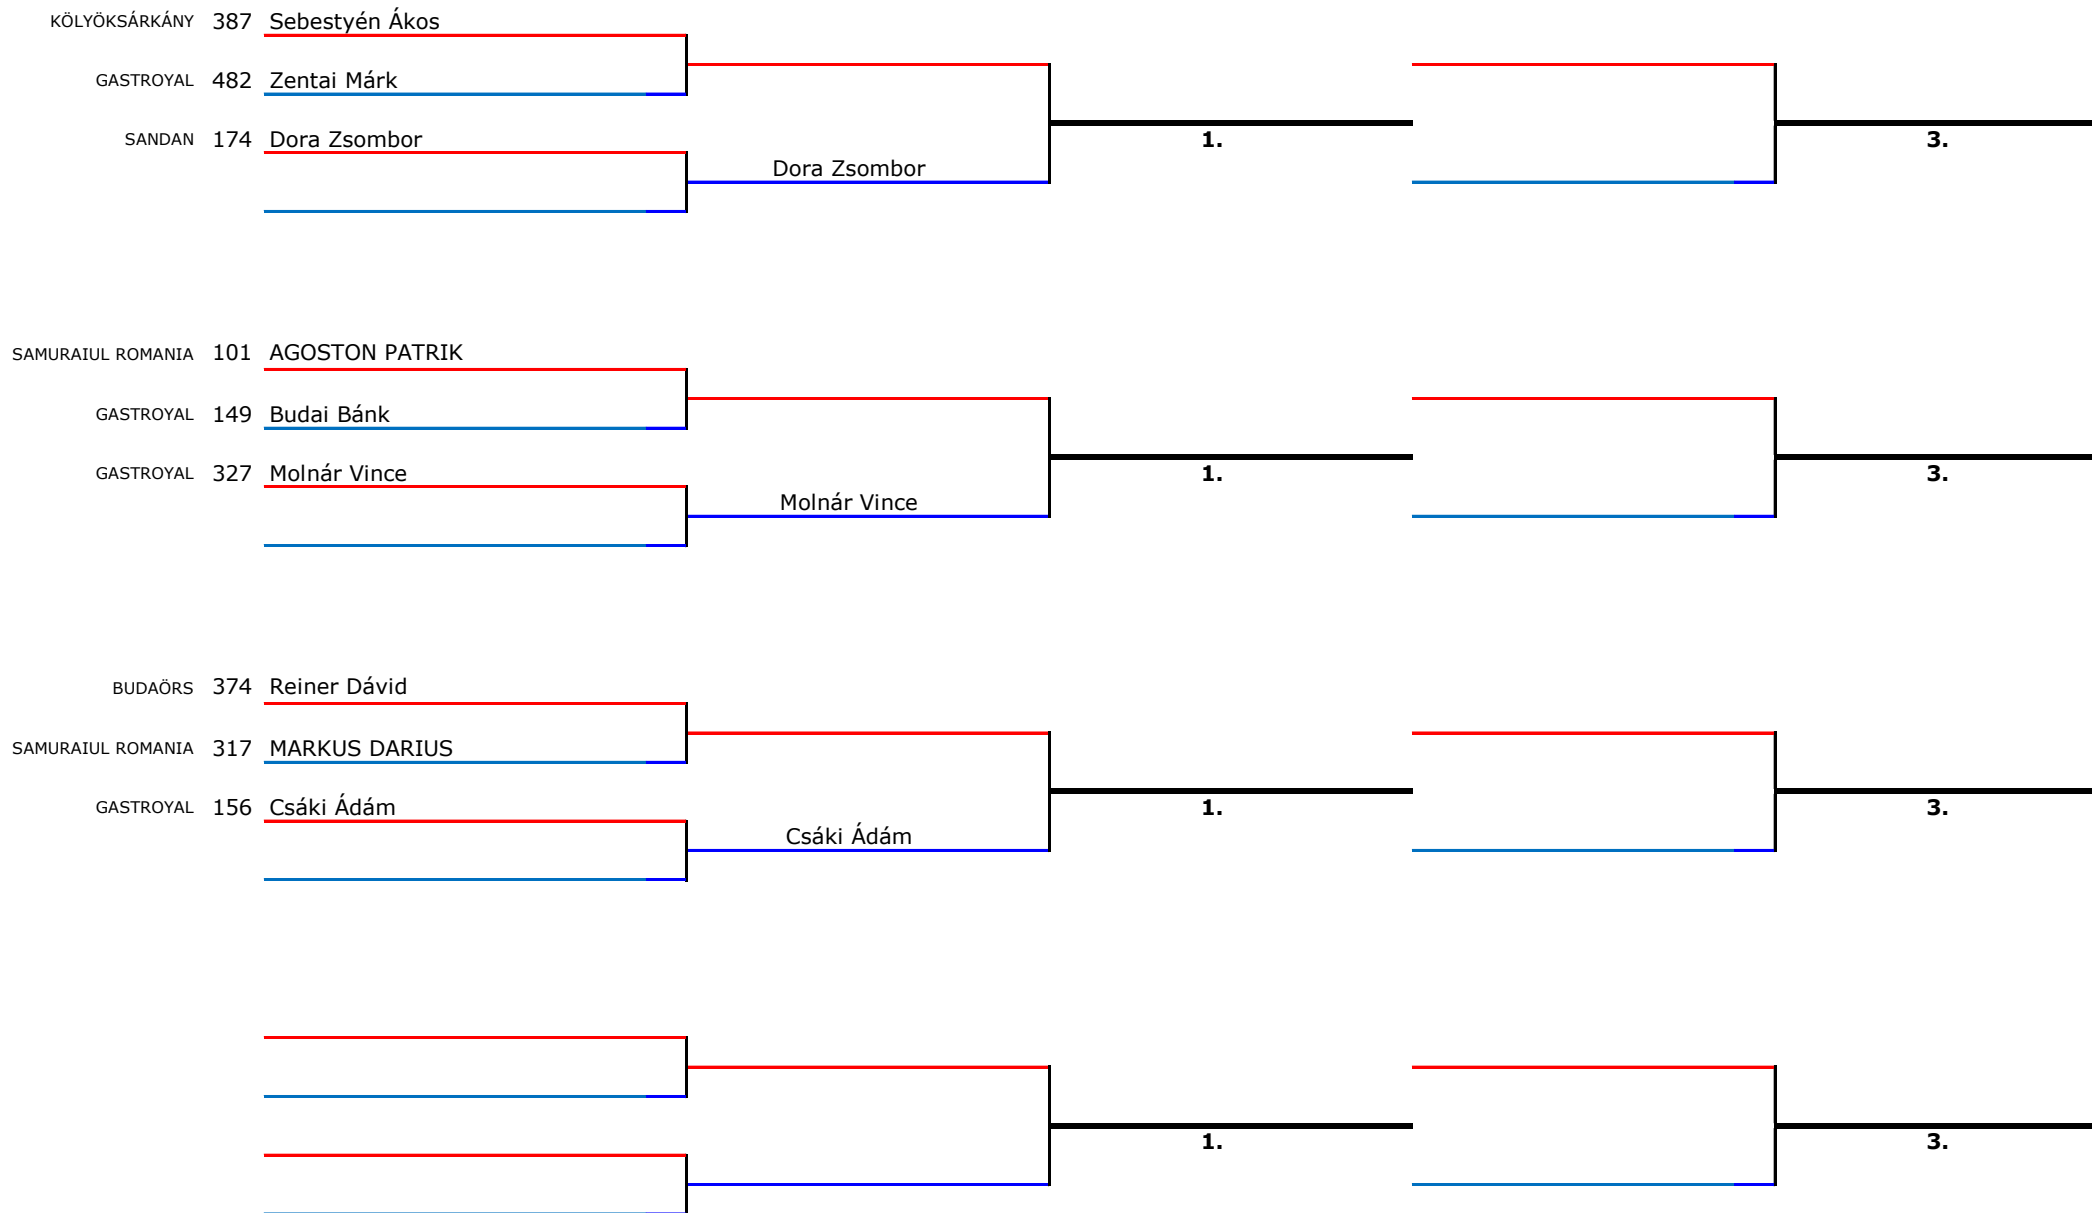 KÖLYÖKSÁRKÁNY 387 Sebestyén Ákos
GASTROYAL 482 Zentai Márk
SANDAN 174 Dora Zsombor
1.
3.
Dora Zsombor
SAMURAIUL ROMANIA 101 AGOSTON PATRIK
GASTROYAL 149 Budai Bánk
GASTROYAL 327 Molnár Vince
1.
3.
Molnár Vince
BUDAÖRS 374 Reiner Dávid
SAMURAIUL ROMANIA 317 MARKUS DARIUS
GASTROYAL 156 Csáki Ádám
1.
3.
Csáki Ádám
1.
3.